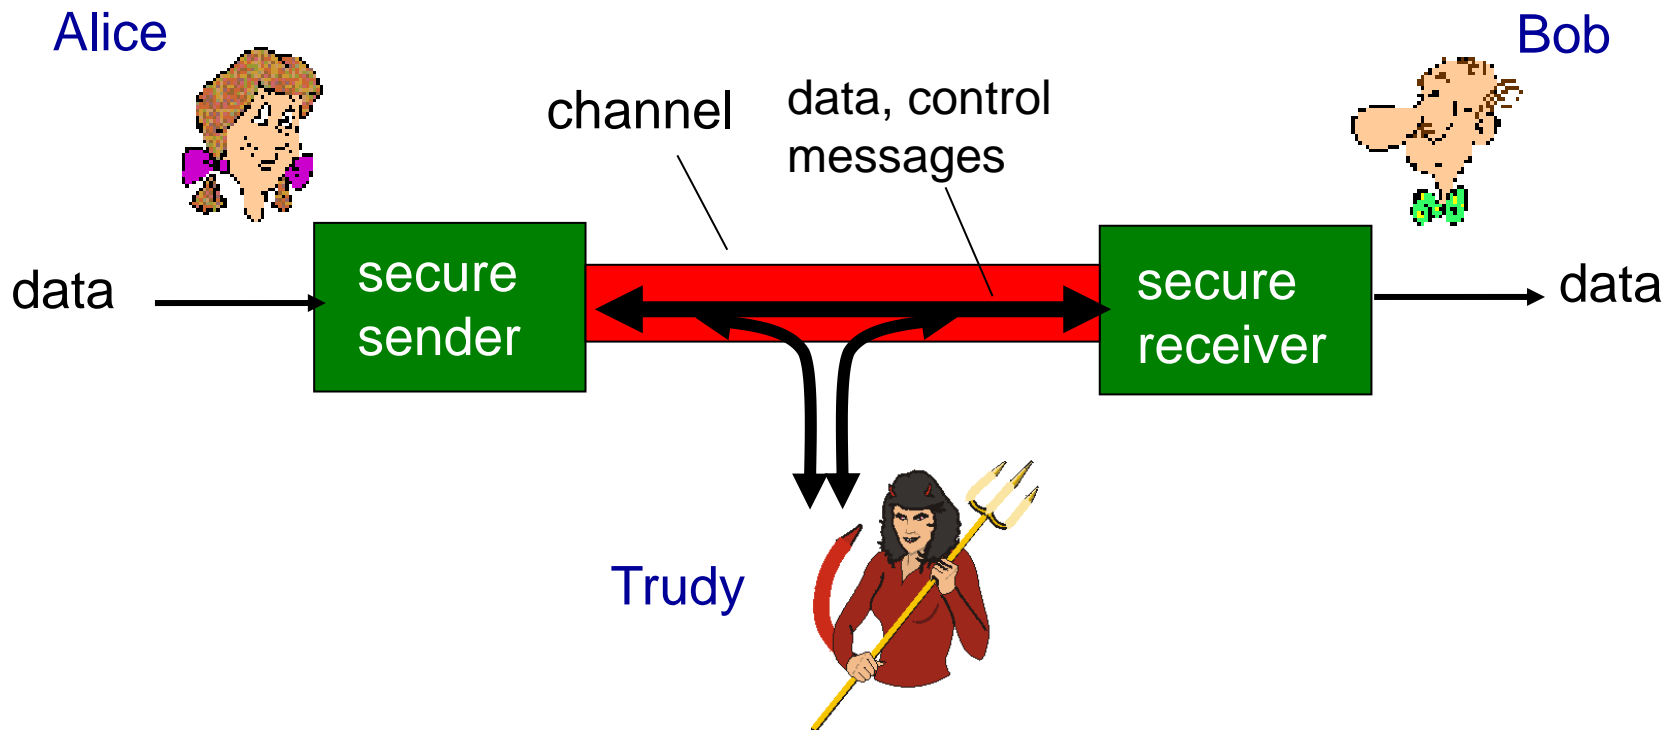 Alice
Bob
channel
data, control
messages
data
secure
sender
secure
receiver
data
Trudy